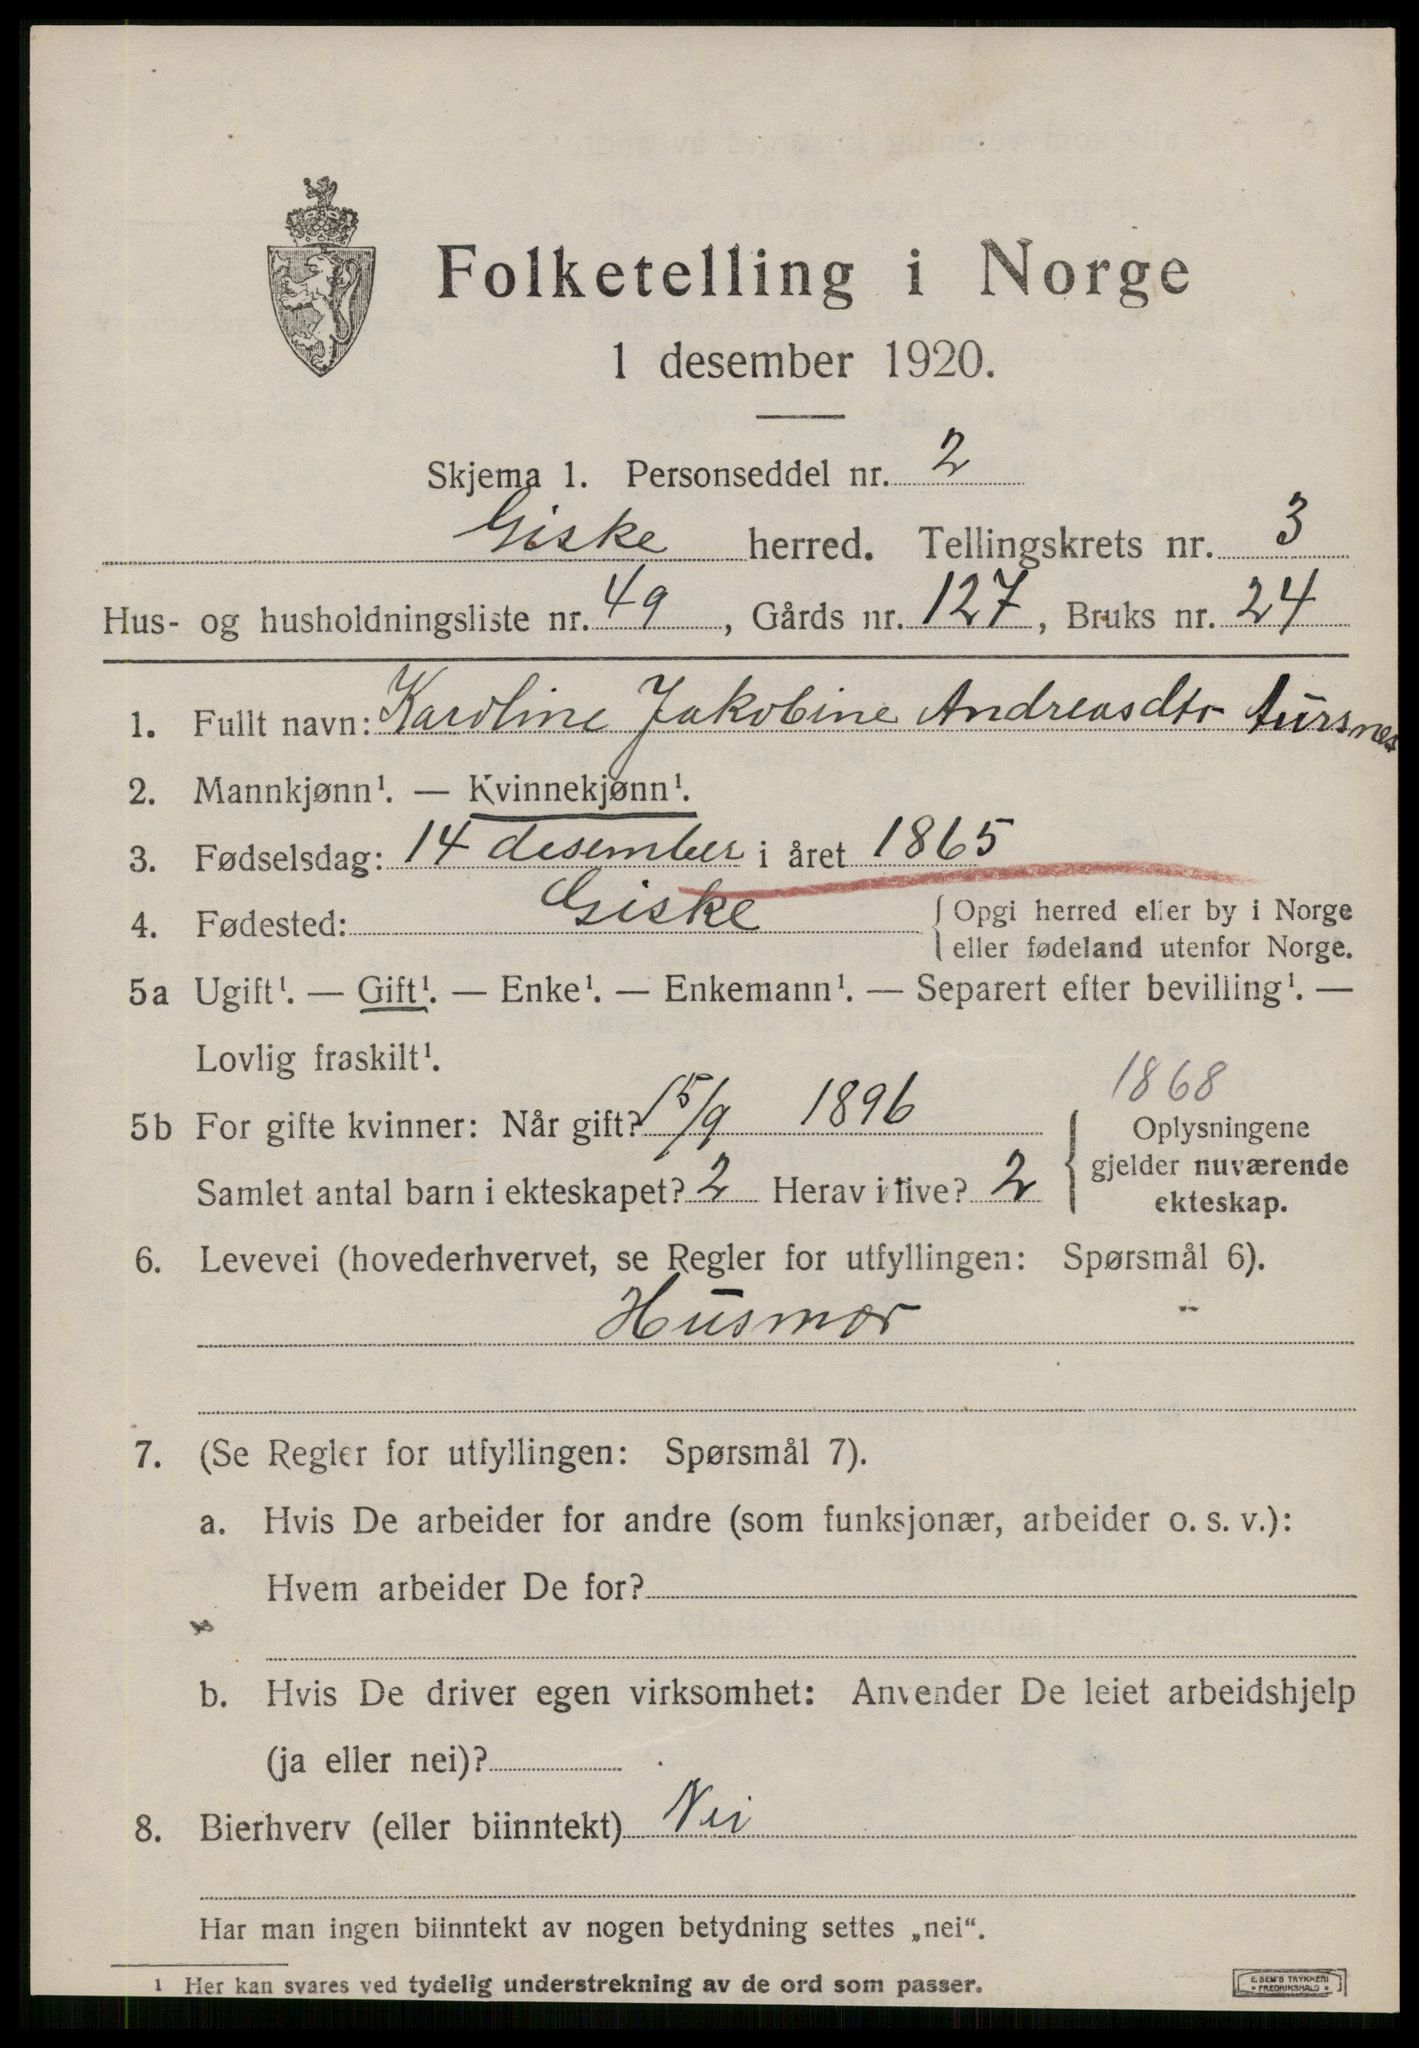 Folketelling i Norge
1 desember 1920.
Skjema 1. Personseddel nr. 2
Giske herred. Tellingskrets nr. 3
Hus- og husholdningsliste nr. 49, Gårds nr. 127, Bruks nr. 24
1. Fullt navn: Karoline Jakobine Andreasdtr Aursnes
2. Mannkjønn¹. — Kvinnekjønn¹.
3. Fødselsdag: 14 desember i året 1865
4. Fødested: Giske { Opgi herred eller by i Norge
eller fødeland utenfor Norge.
5a Ugift¹. — Gift¹. — Enke¹. — Enkemann¹. — Separert efter bevilling¹. —
Lovlig fraskilt¹.
1868
5b For gifte kvinner: Når gift? 15/9 1896 { Oplysningene
gjelder nuværende
ekteskap.
Samlet antal barn i ekteskapet? 2 Herav i live? 2
6. Levevei (hovederhvervet, se Regler for utfyllingen: Spørsmål 6).
Husmor
7. (Se Regler for utfyllingen: Spørsmål 7).
a. Hvis De arbeider for andre (som funksjonær, arbeider o. s. v.):
Hvem arbeider De for?
b. Hvis De driver egen virksomhet: Anvender De leiet arbeidshjelp
(ja eller nei)?
8. Bierhverv (eller biinntekt) Nei
Har man ingen biinntekt av nogen betydning settes „nei“.
¹ Her kan svares ved tydelig understrekning av de ord som passer.
E. SEM'S TRYKKERI
FREDRIKSHALD